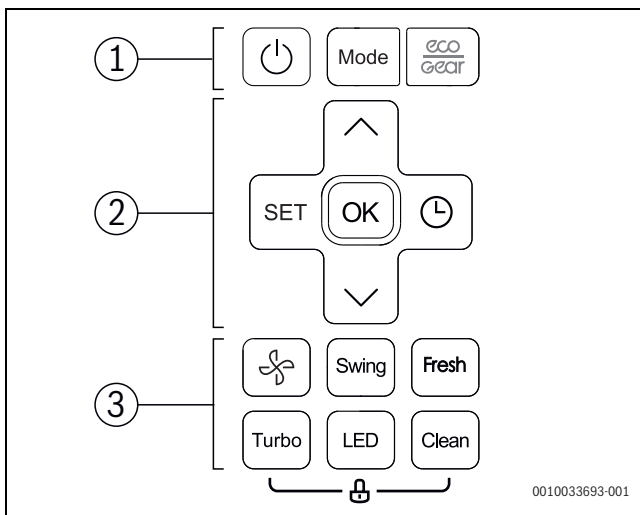 1
Mode
eco
Gear
2
SET
OK
3
Swing
Fresh
Turbo
LED
Clean
0010033693-001